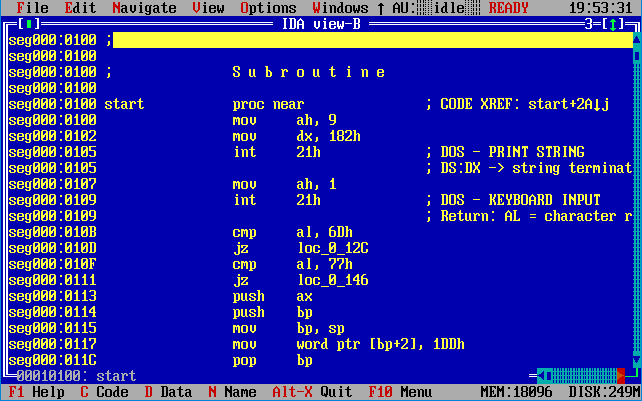 File Edit Navigate View Options Windows ↑ AU: idle READY 19:53:31
[■] IDA view-B 3=[↕]
seg000:0100 ;
seg000:0100
seg000:0100 ; S u b r o u t i n e
seg000:0100
seg000:0100 start proc near ; CODE XREF: start+2A↓j
seg000:0100 mov ah, 9
seg000:0102 mov dx, 182h
seg000:0105 int 21h ; DOS - PRINT STRING
seg000:0105 ; DS:DX -> string terminat
seg000:0107 mov ah, 1
seg000:0109 int 21h ; DOS - KEYBOARD INPUT
seg000:0109 ; Return: AL = character r
seg000:010B cmp al, 6Dh
seg000:010D jz loc_0_12C
seg000:010F cmp al, 77h
seg000:0111 jz loc_0_146
seg000:0113 push ax
seg000:0114 push bp
seg000:0115 mov bp, sp
seg000:0117 mov word ptr [bp+2], 1DDh
seg000:011C pop bp
00010100: start
F1 Help C Code D Data N Name Alt-X Quit F10 Menu MEM:18096 DISK:249M